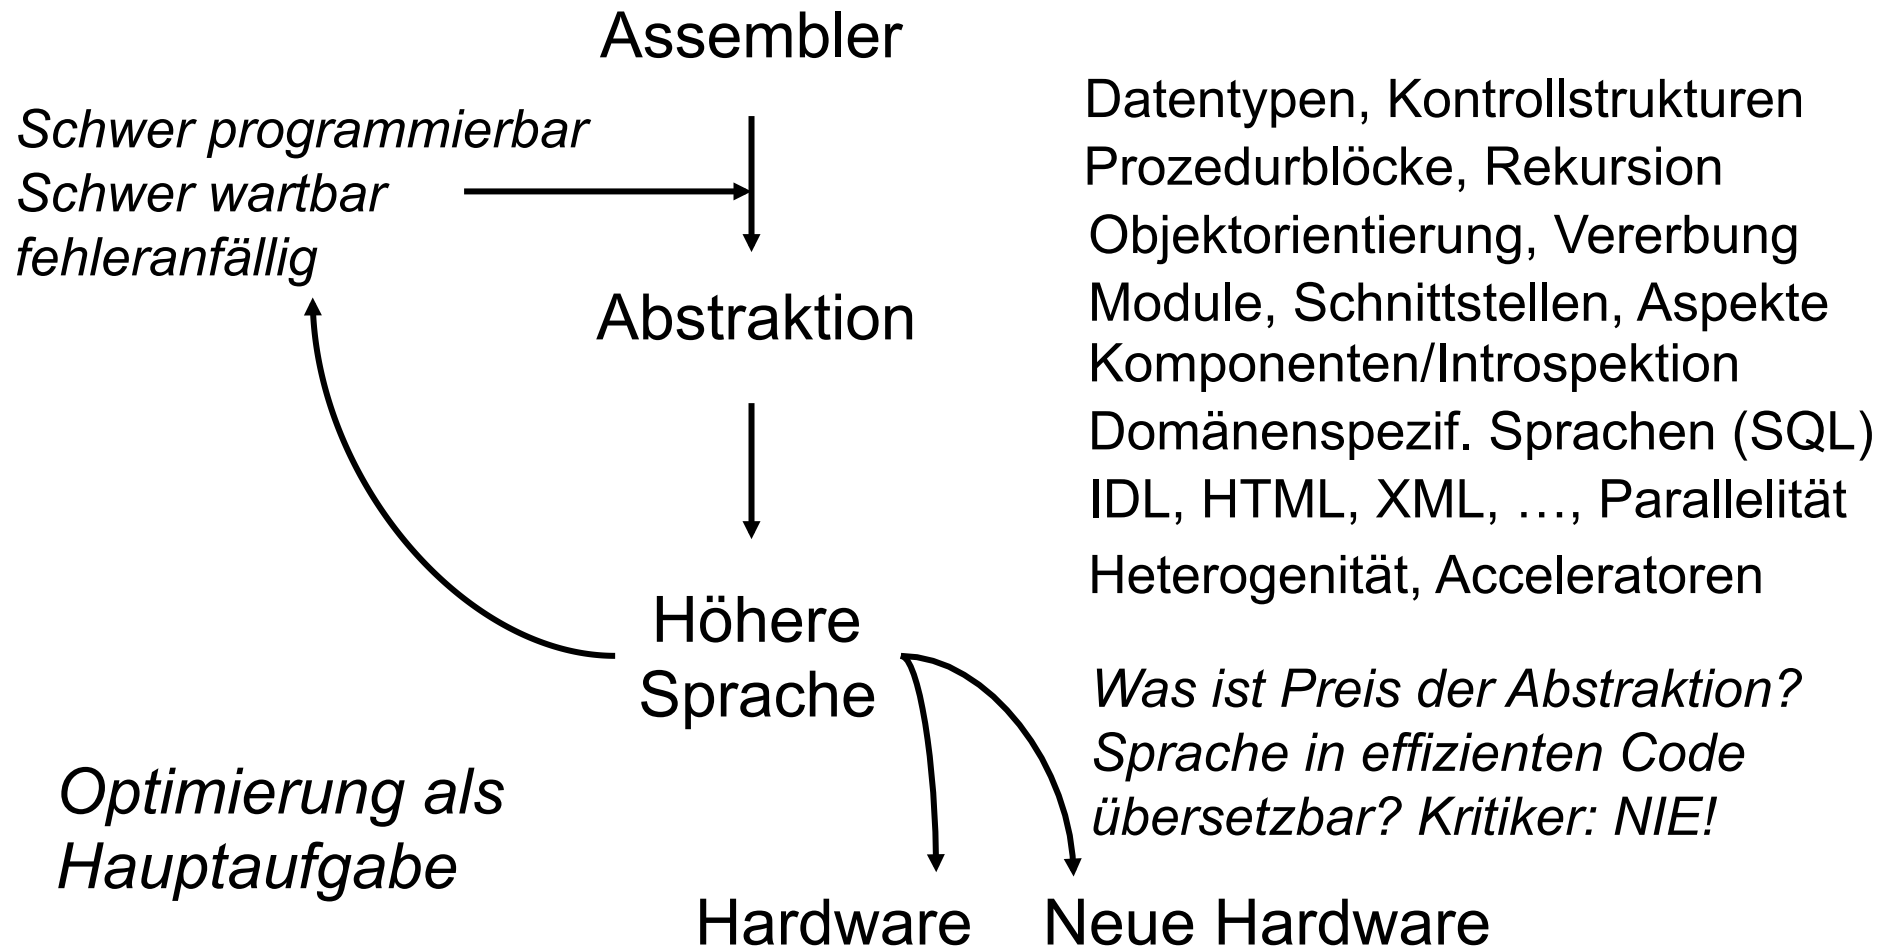 Assembler
Schwer programmierbar
Schwer wartbar
fehleranfällig
Abstraktion
Höhere
Sprache
Optimierung als
Hauptaufgabe
Hardware
Neue Hardware
Datentypen, Kontrollstrukturen
Prozedurblöcke, Rekursion
Objektorientierung, Vererbung
Module, Schnittstellen, Aspekte
Komponenten/Introspektion
Domänenspezif. Sprachen (SQL)
IDL, HTML, XML, …, Parallelität
Heterogenität, Acceleratoren
Was ist Preis der Abstraktion?
Sprache in effizienten Code
übersetzbar? Kritiker: NIE!